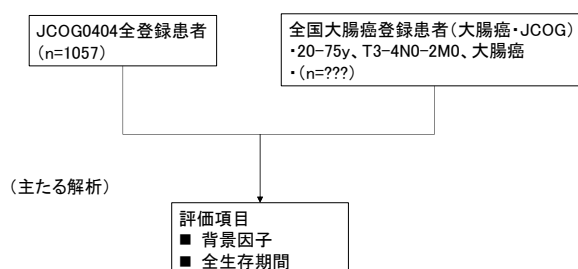 JCOG0404全登録患者
(n=1057)
全国大腸癌登録患者(大腸癌・JCOG)
・20-75y、T3-4N0-2M0、大腸癌
・(n=???)
(主たる解析)
評価項目
■ 背景因子
■ 全生存期間